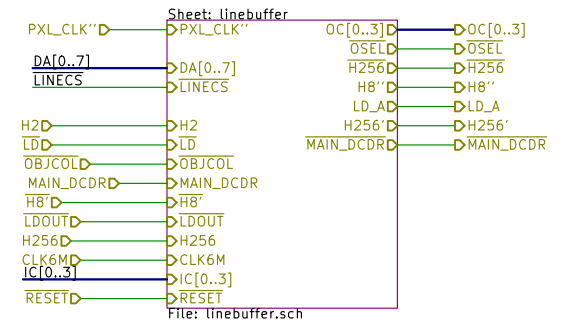 Sheet: linebuffer
PXL_CLK'' PXL_CLK'' OC[0..3] OC[0..3]
OSEL OSEL
DA[0..7] DA[0..7] H256 H256
LINECS LINECS H8'' H8''
LD_A LD_A
H2 H2 H256' H256'
LD LD MAIN_DCDR MAIN_DCDR
OBJCOL OBJCOL
MAIN_DCDR MAIN_DCDR
H8' H8'
LDOUT LDOUT
H256 H256
CLK6M CLK6M
IC[0..3] IC[0..3]
RESET RESET
File: linebuffer.sch